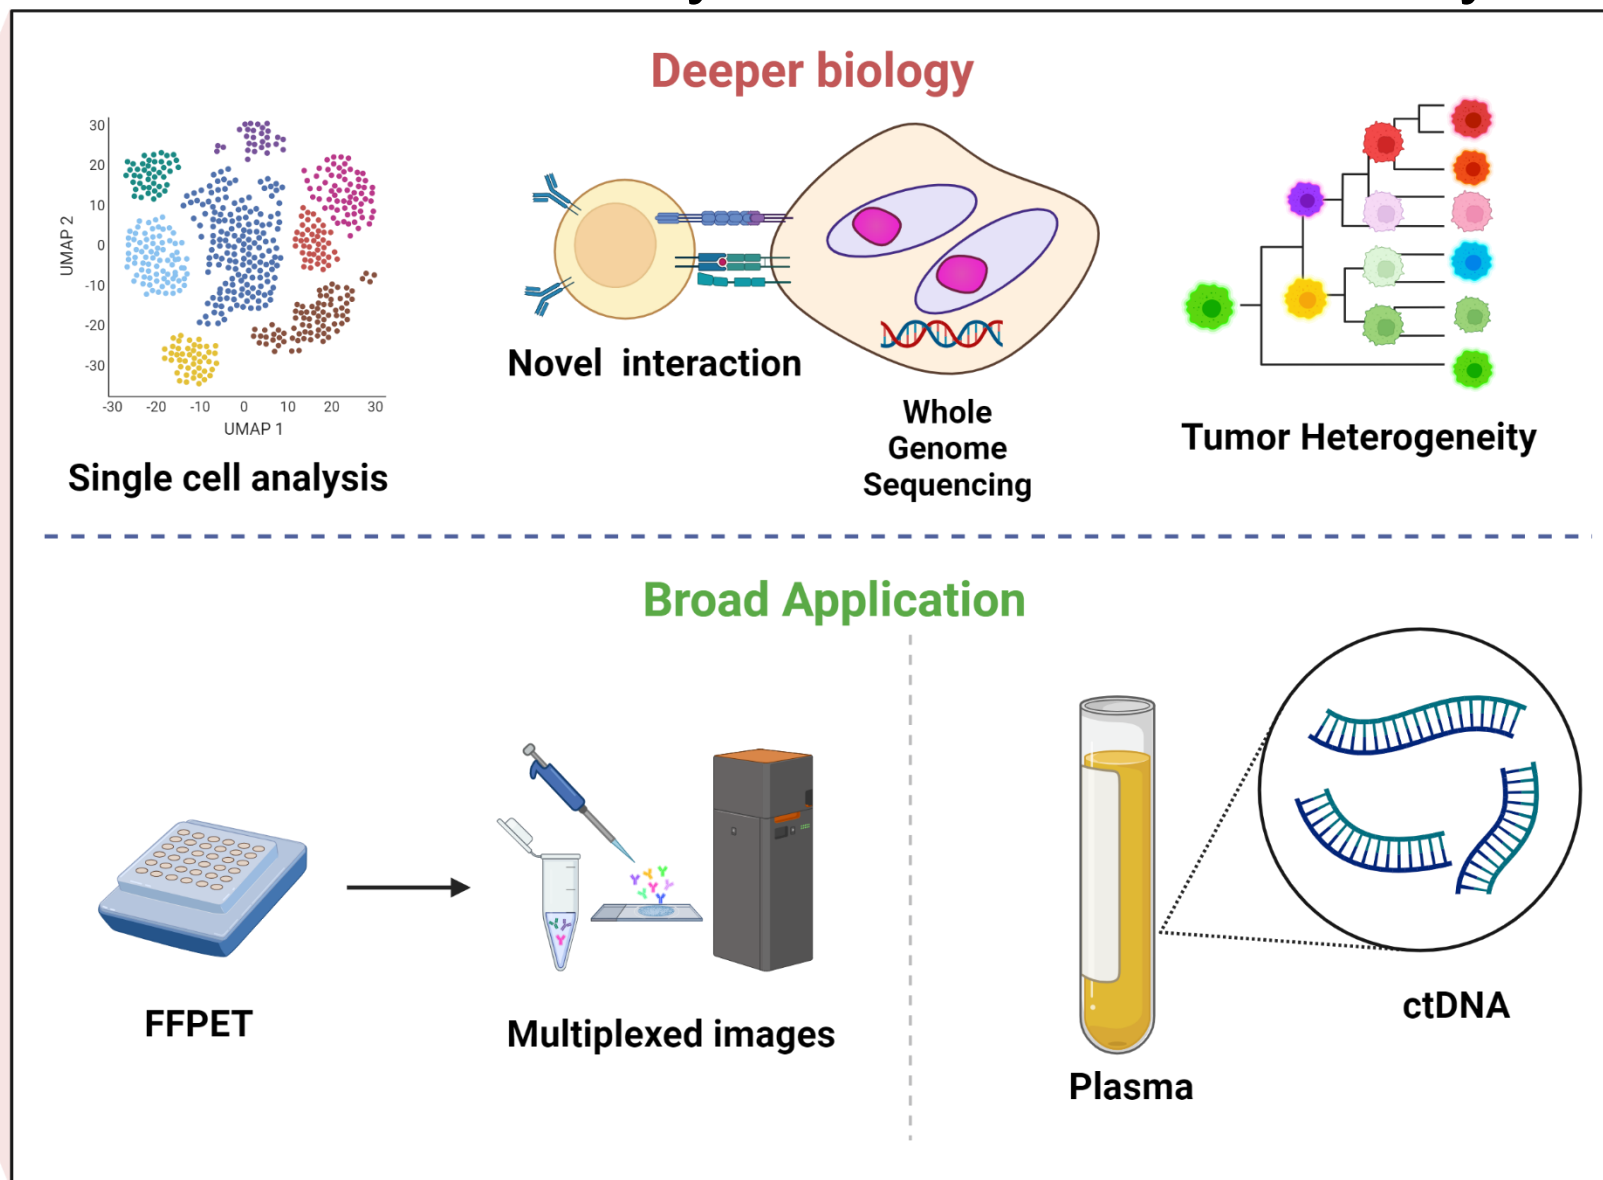 Deeper biology
30
20
10
0
-10
-20
-30
UMAP 2
-30 -20 -10 0 10 20 30
UMAP 1
Single cell analysis
Novel interaction
Whole
Genome
Sequencing
Tumor Heterogeneity
Broad Application
FFPET
Multiplexed images
Plasma
ctDNA